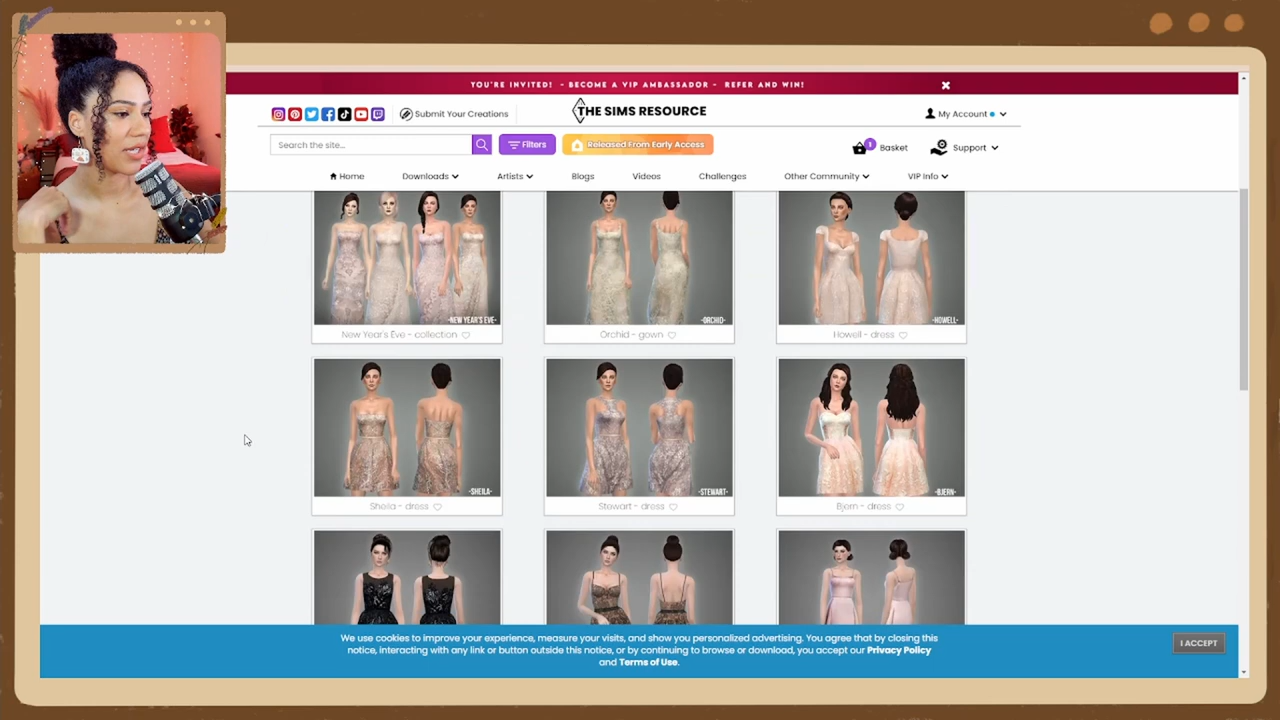 YOU'RE INVITED! - BECOME A VIP AMBASSADOR - REFER AND WIN!
Submit Your Creations
THE SIMS RESOURCE
My Account
Search the site...
Filters
Released From Early Access
1
Basket
Support
Home
Downloads
Artists
Blogs
Videos
Challenges
Other Community
VIP Info
-NEW YEAR'S EVE-
-ORCHID-
-HOWELL-
New Year's Eve - collection
Orchid - gown
Howell - dress
-SHEILA-
-STEWART-
-BJERN-
Sheila - dress
Stewart - dress
Bjern - dress
We use cookies to improve your experience, measure your visits, and show you personalized advertising. You agree that by closing this
notice, interacting with any link or button outside this notice, or by continuing to browse or download, you accept our Privacy Policy
and Terms of Use.
I ACCEPT